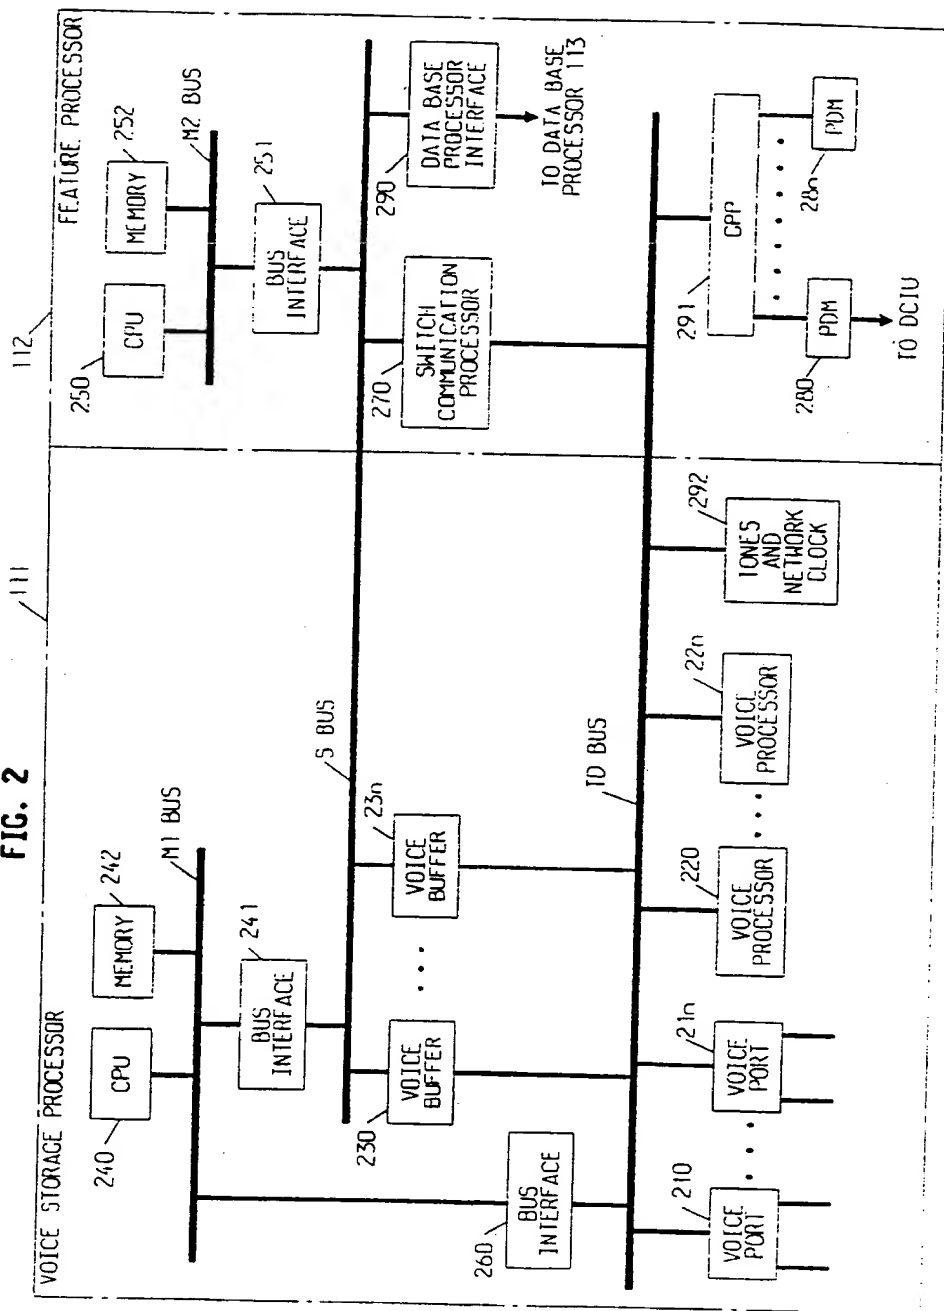 FIG. 2
111
112
VOICE STORAGE PROCESSOR
FEATURE PROCESSOR
240
CPU
MEMORY
242
M1 BUS
250
CPU
MEMORY
252
M2 BUS
BUS
INTERFACE
241
BUS
INTERFACE
251
S BUS
230
VOICE
BUFFER
• • •
VOICE
BUFFER
23n
270
SWITCH
COMMUNICATION
PROCESSOR
290
DATA BASE
PROCESSOR
INTERFACE
TO DATA BASE
PROCESSOR 113
260
BUS
INTERFACE
TD BUS
210
VOICE
PORT
• • •
VOICE
PORT
21n
220
VOICE
PROCESSOR
• • •
VOICE
PROCESSOR
22n
TONES
AND
NETWORK
CLOCK
292
291
CPP
280
PDM
28n
PDM
TO DCIU